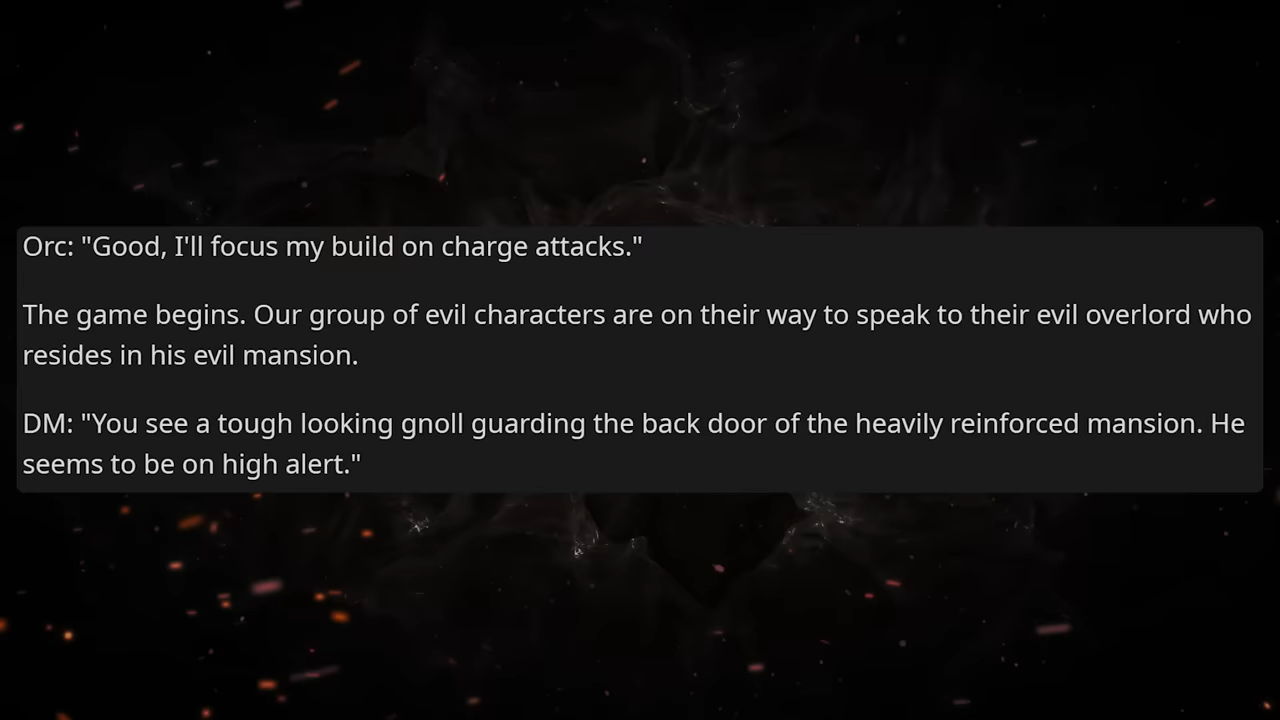 Orc: "Good, I'll focus my build on charge attacks."
The game begins. Our group of evil characters are on their way to speak to their evil overlord who
resides in his evil mansion.
DM: "You see a tough looking gnoll guarding the back door of the heavily reinforced mansion. He
seems to be on high alert."